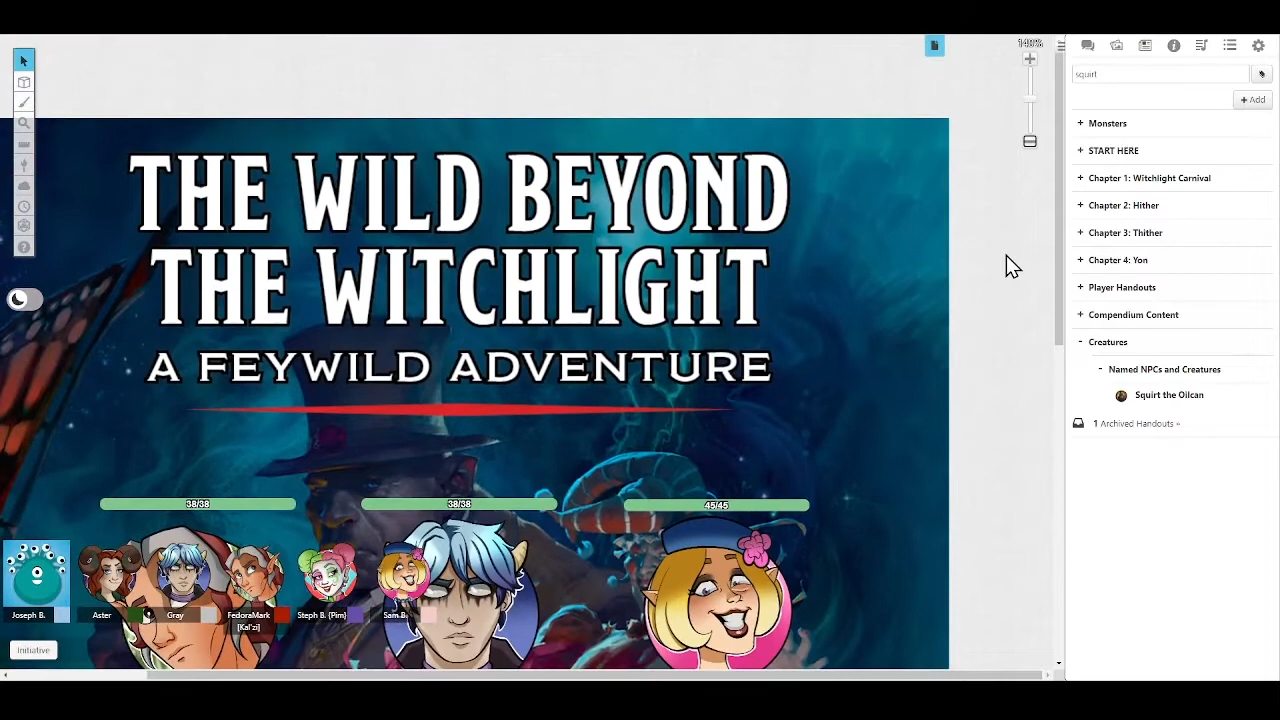 140%
squirt
+ Add
+ Monsters
+ START HERE
+ Chapter 1: Witchlight Carnival
+ Chapter 2: Hither
+ Chapter 3: Thither
+ Chapter 4: Yon
+ Player Handouts
+ Compendium Content
- Creatures
- Named NPCs and Creatures
Squirt the Oilcan
1 Archived Handouts »
THE WILD BEYOND
THE WITCHLIGHT
A FEYWILD ADVENTURE
38/38
38/38
45/45
Joseph B.
Aster
Gray
FedoraMark
[Kal'zi]
Steph B. (Pim)
Sam B.
Initiative